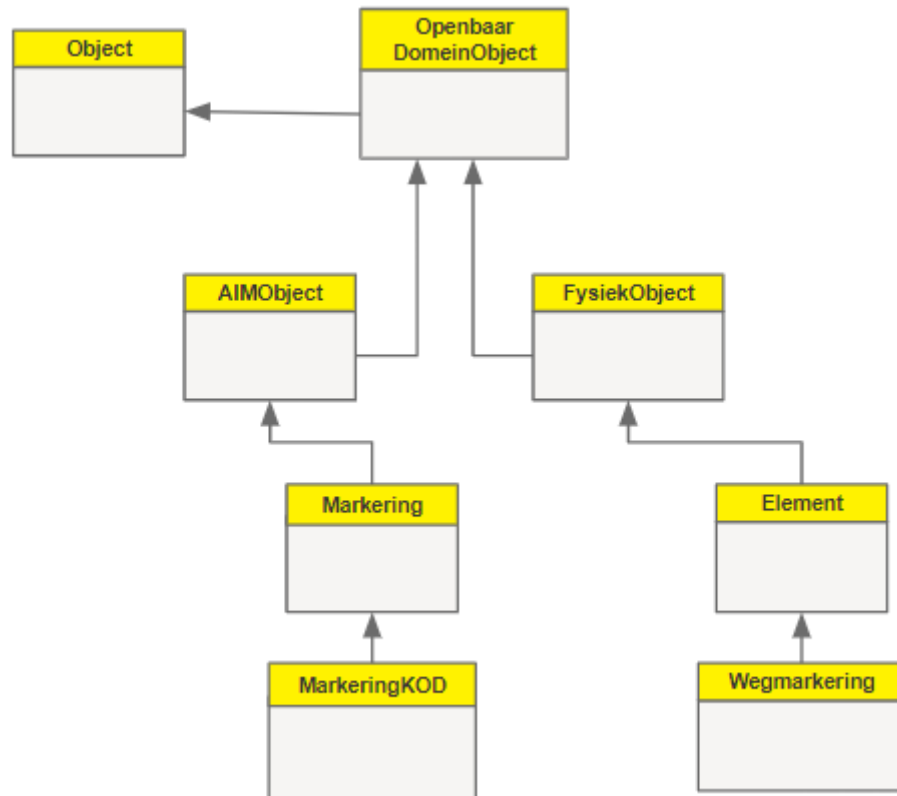 Object
Openbaar
DomeinObject
AIMObject
FysiekObject
Markering
Element
MarkeringKOD
Wegmarkering